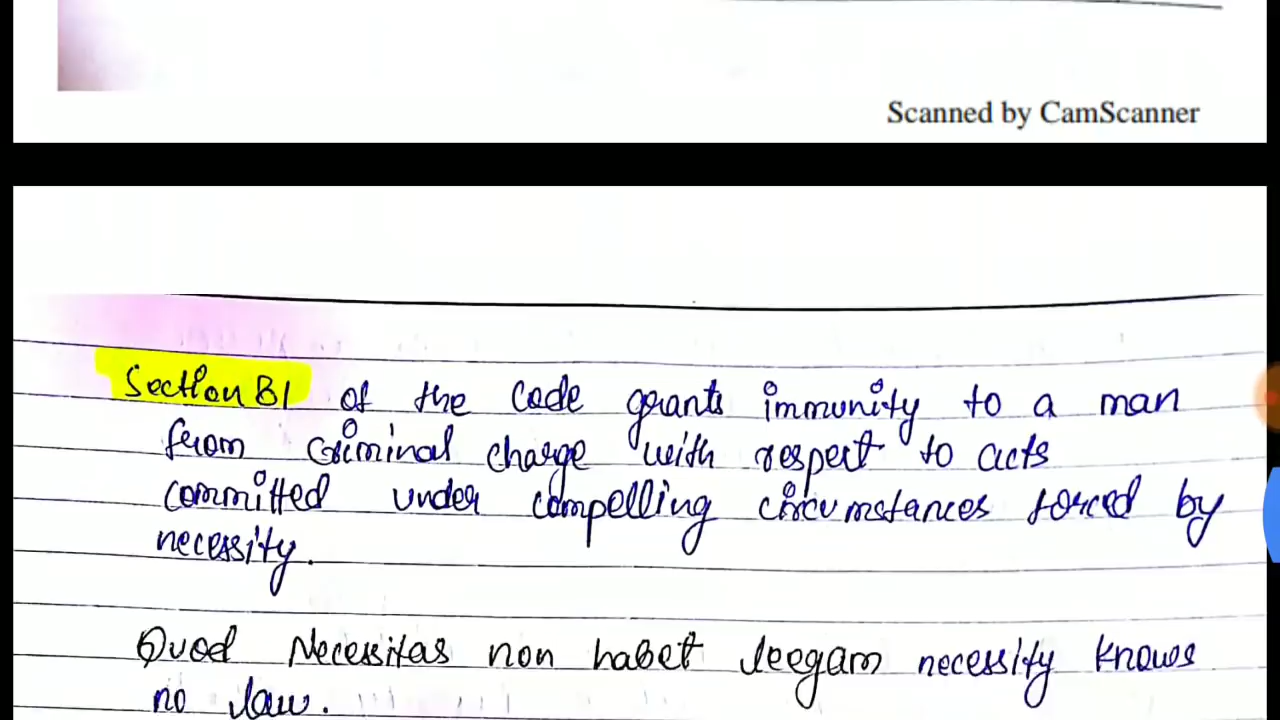 Scanned by CamScanner
Section 81 of the Code grants immunity to a man
from criminal charge with respect to acts
committed under compelling circumstances forced by
necessity.
Quod Necessitas non habet leegam necessity knows
no law.